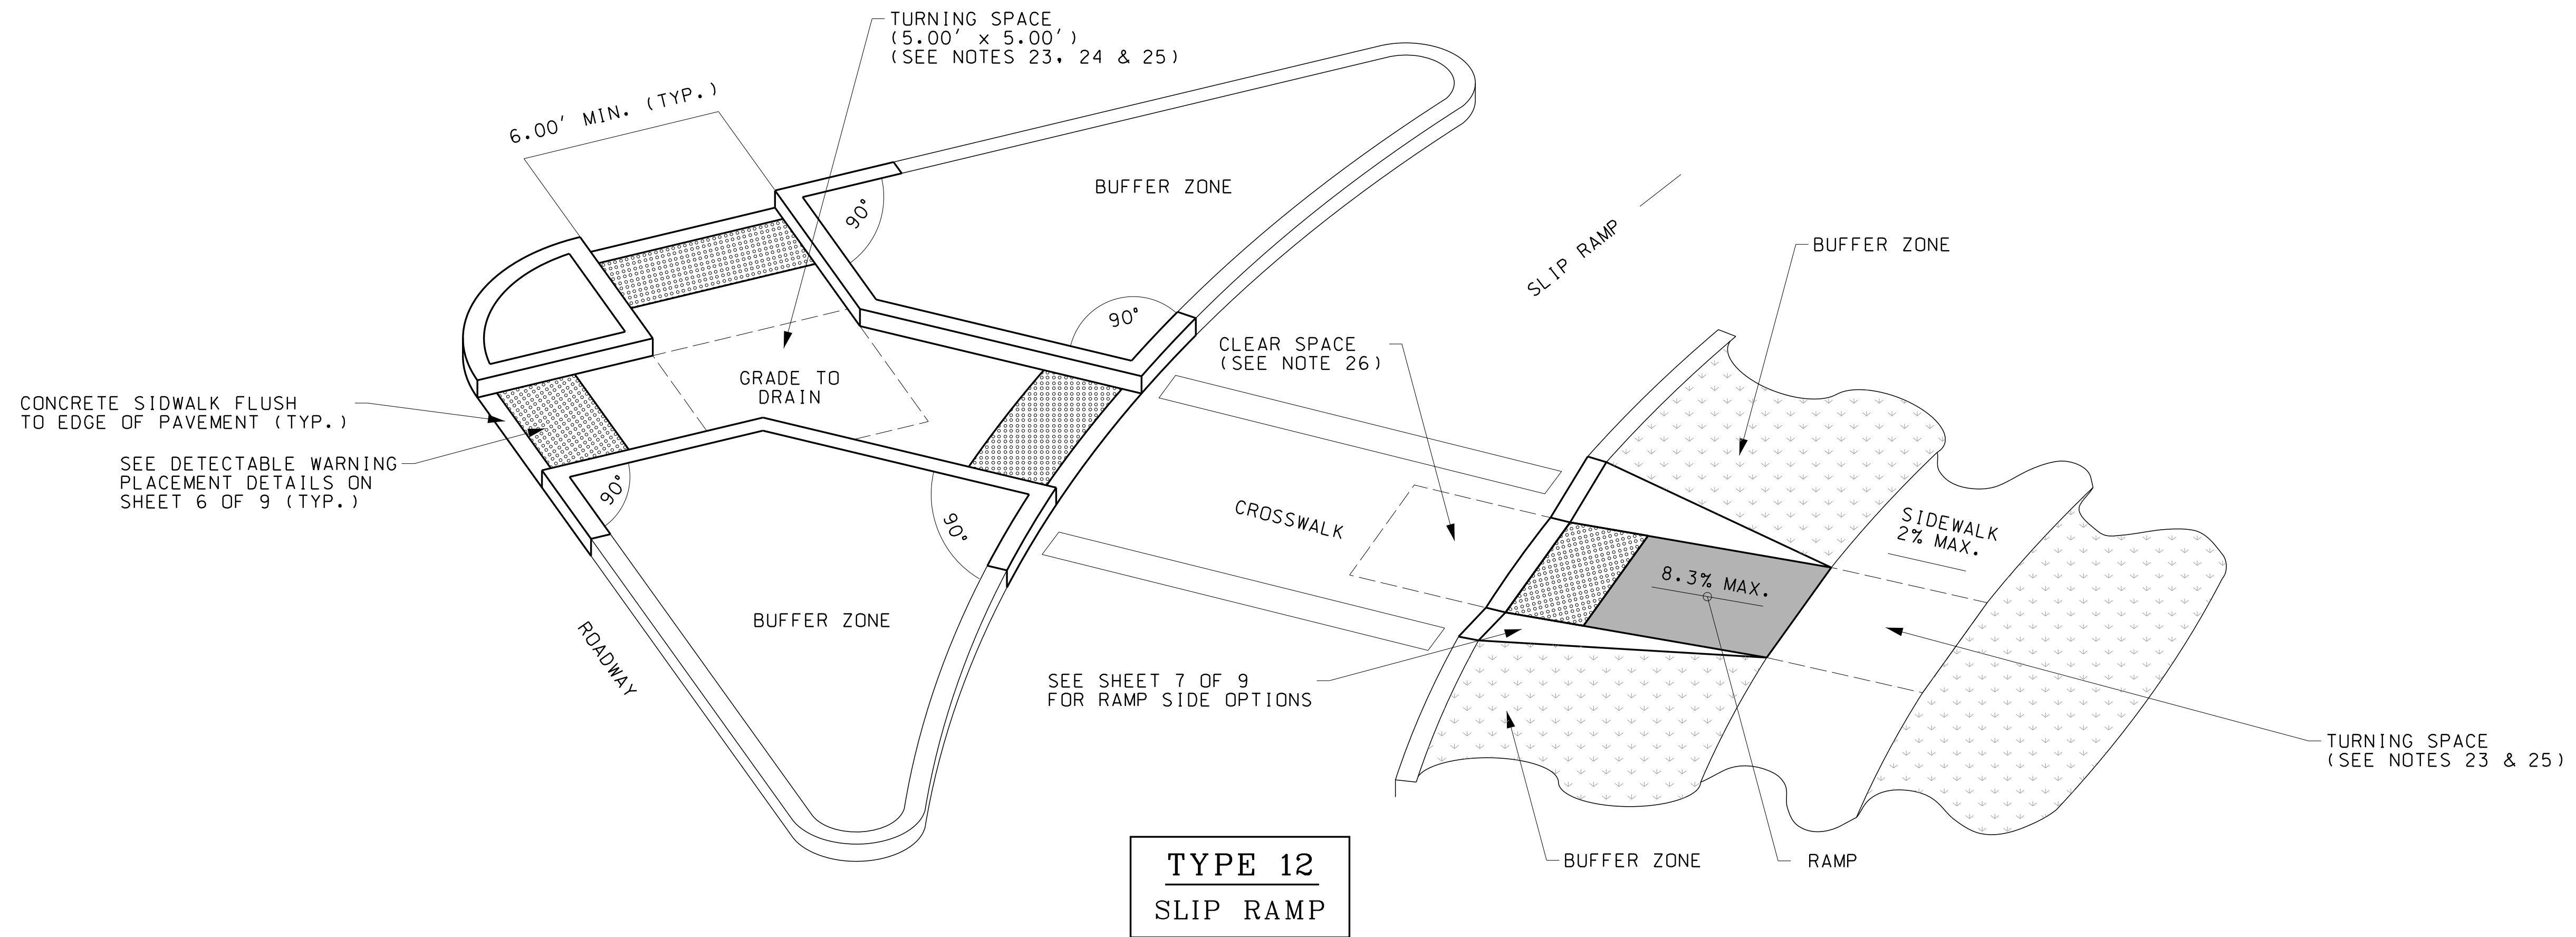 TURNING SPACE
(5.00' x 5.00')
(SEE NOTES 23, 24 & 25)
6.00' MIN. (TYP.)
BUFFER ZONE
90°
SLIP RAMP
BUFFER ZONE
90°
CLEAR SPACE
(SEE NOTE 26)
GRADE TO
DRAIN
CONCRETE SIDWALK FLUSH
TO EDGE OF PAVEMENT (TYP.)
SEE DETECTABLE WARNING
PLACEMENT DETAILS ON
SHEET 6 OF 9 (TYP.)
90°
90°
CROSSWALK
SIDEWALK
2% MAX.
8.3% MAX.
BUFFER ZONE
ROADWAY
SEE SHEET 7 OF 9
FOR RAMP SIDE OPTIONS
TURNING SPACE
(SEE NOTES 23 & 25)
BUFFER ZONE
RAMP
TYPE 12
SLIP RAMP